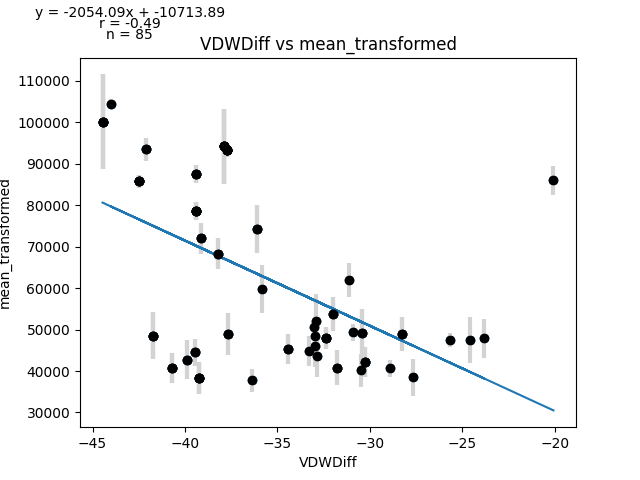 y = -2054.09x + -10713.89
r = -0.49
n = 85
VDWDiff vs mean_transformed
110000
100000
90000
80000
70000
60000
50000
40000
30000
mean_transformed
−45
−40
−35
−30
−25
−20
VDWDiff